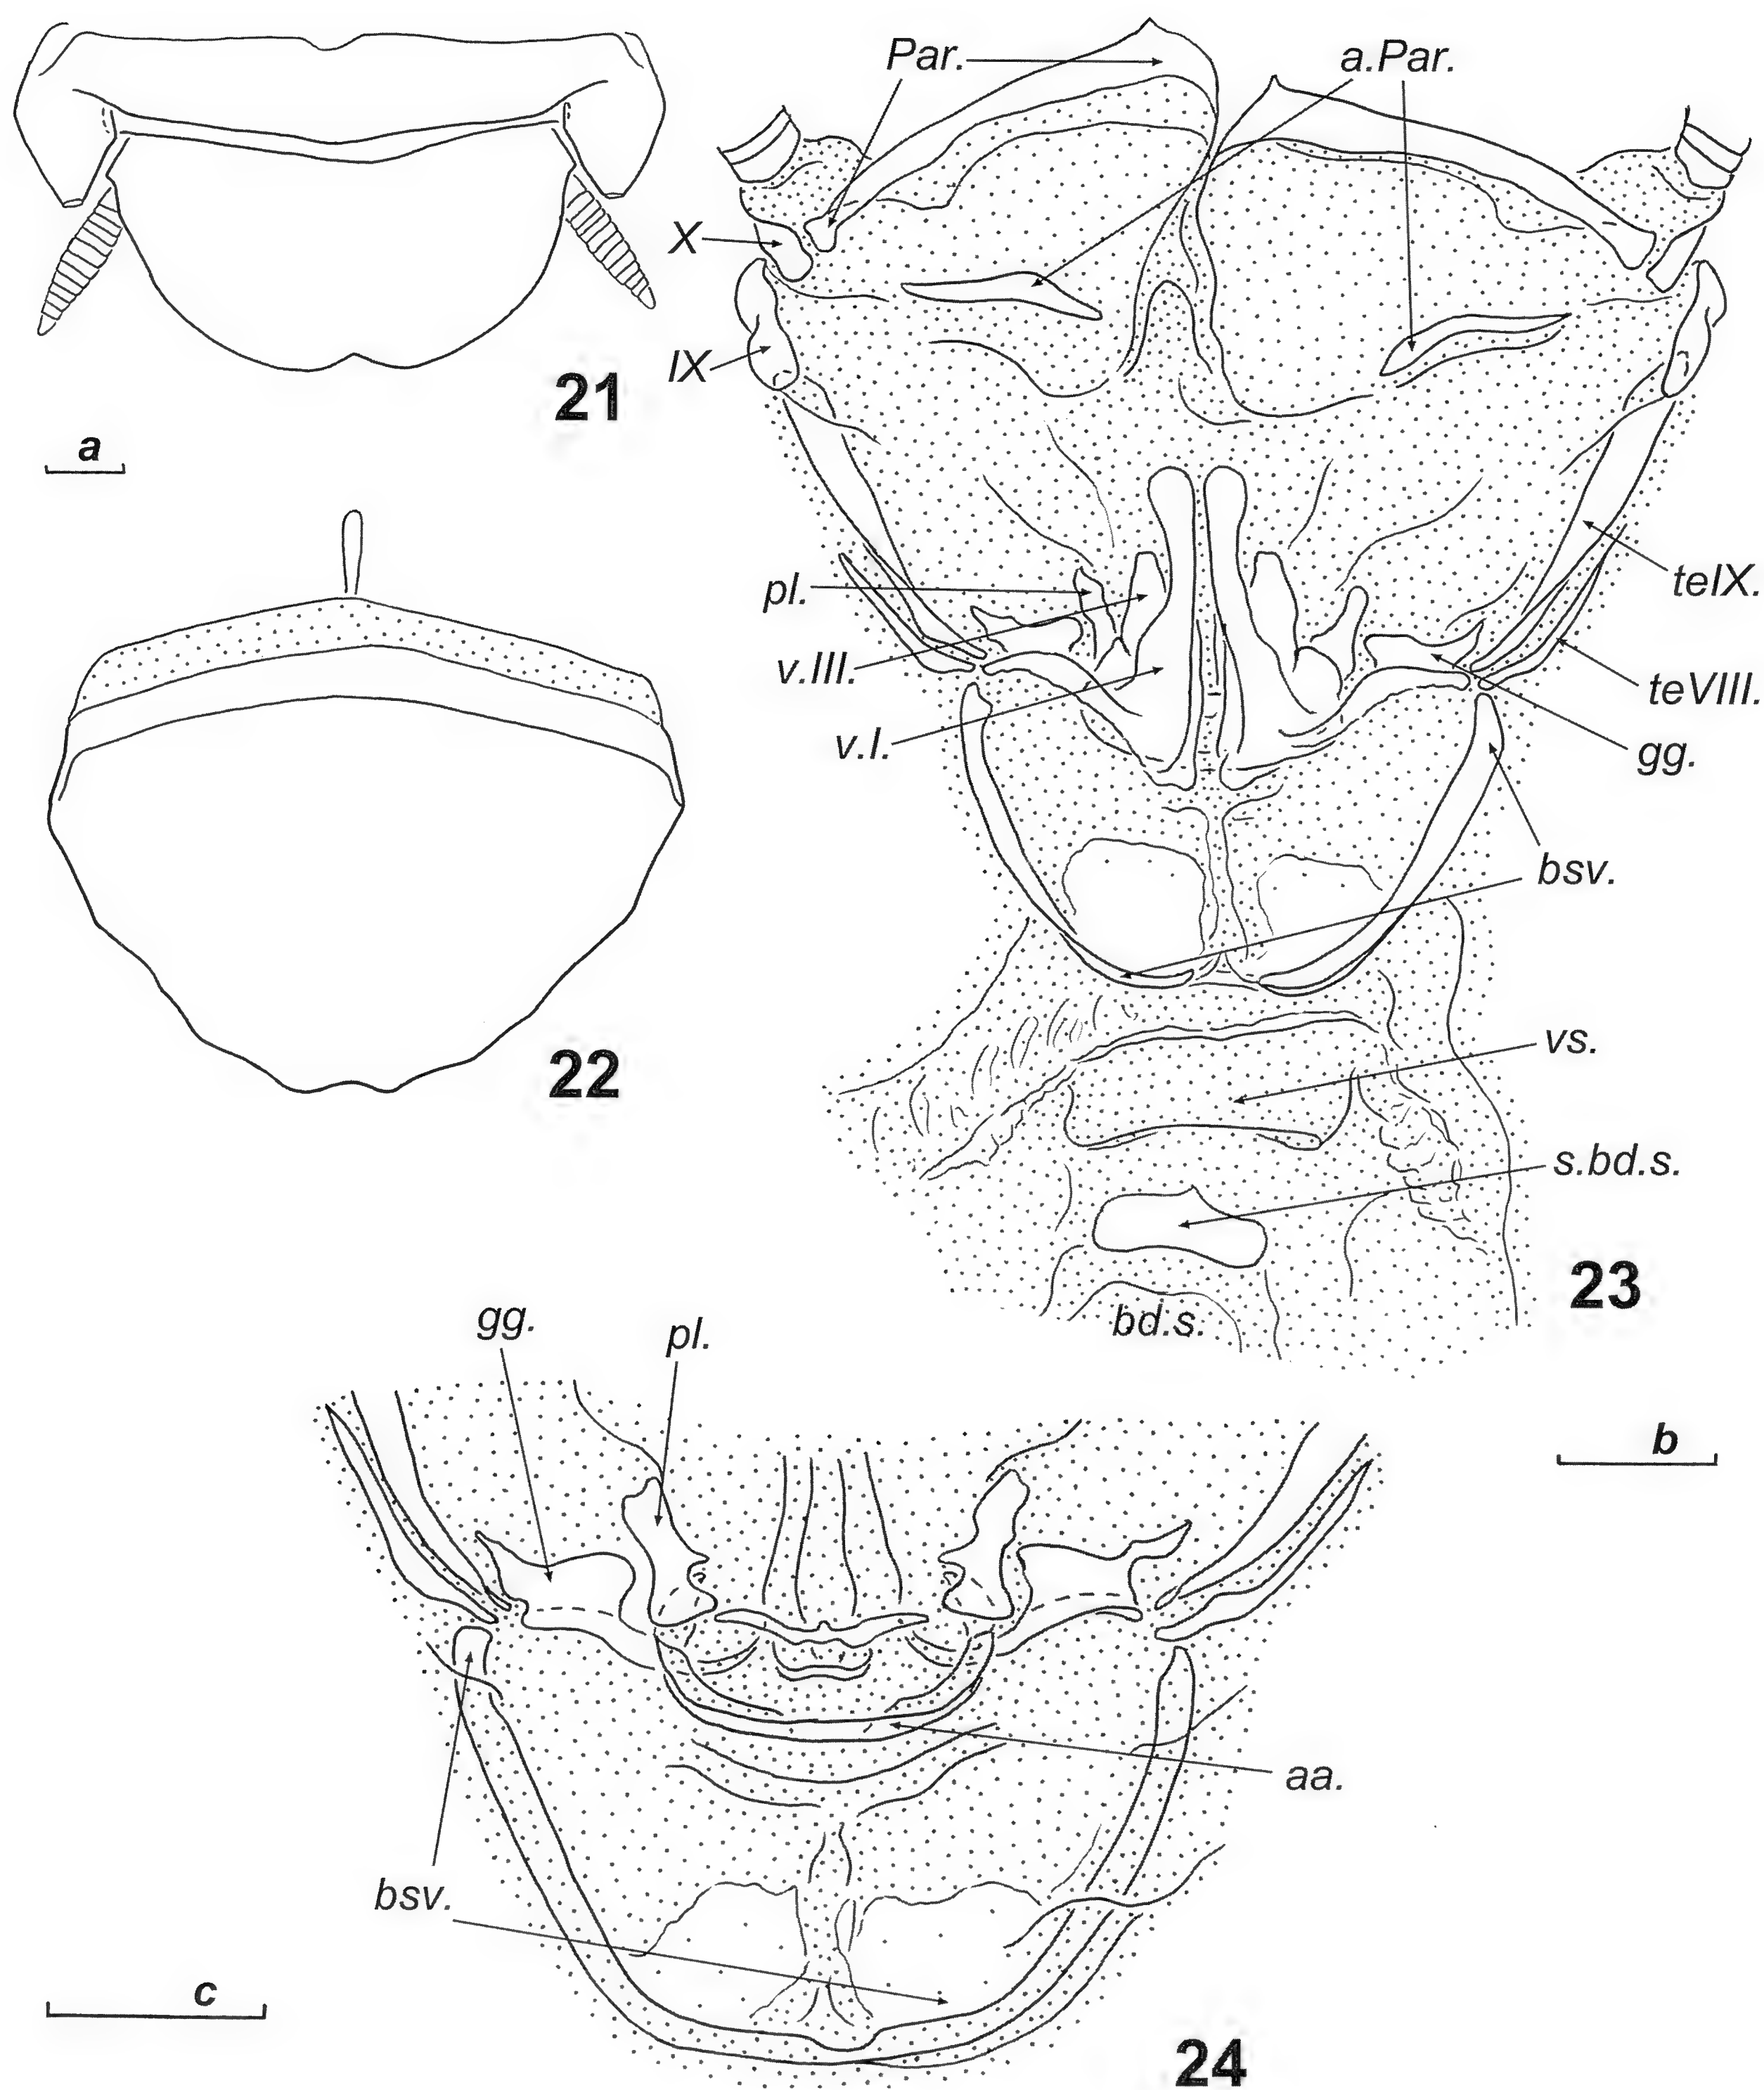 Par.
a.Par.
X
IX
21
a
pl.
v.III.
v.I.
teIX.
teVIII.
gg.
bsv.
22
vs.
s.bd.s.
bd.s.
23
b
gg.
pl.
aa.
bsv.
c
24